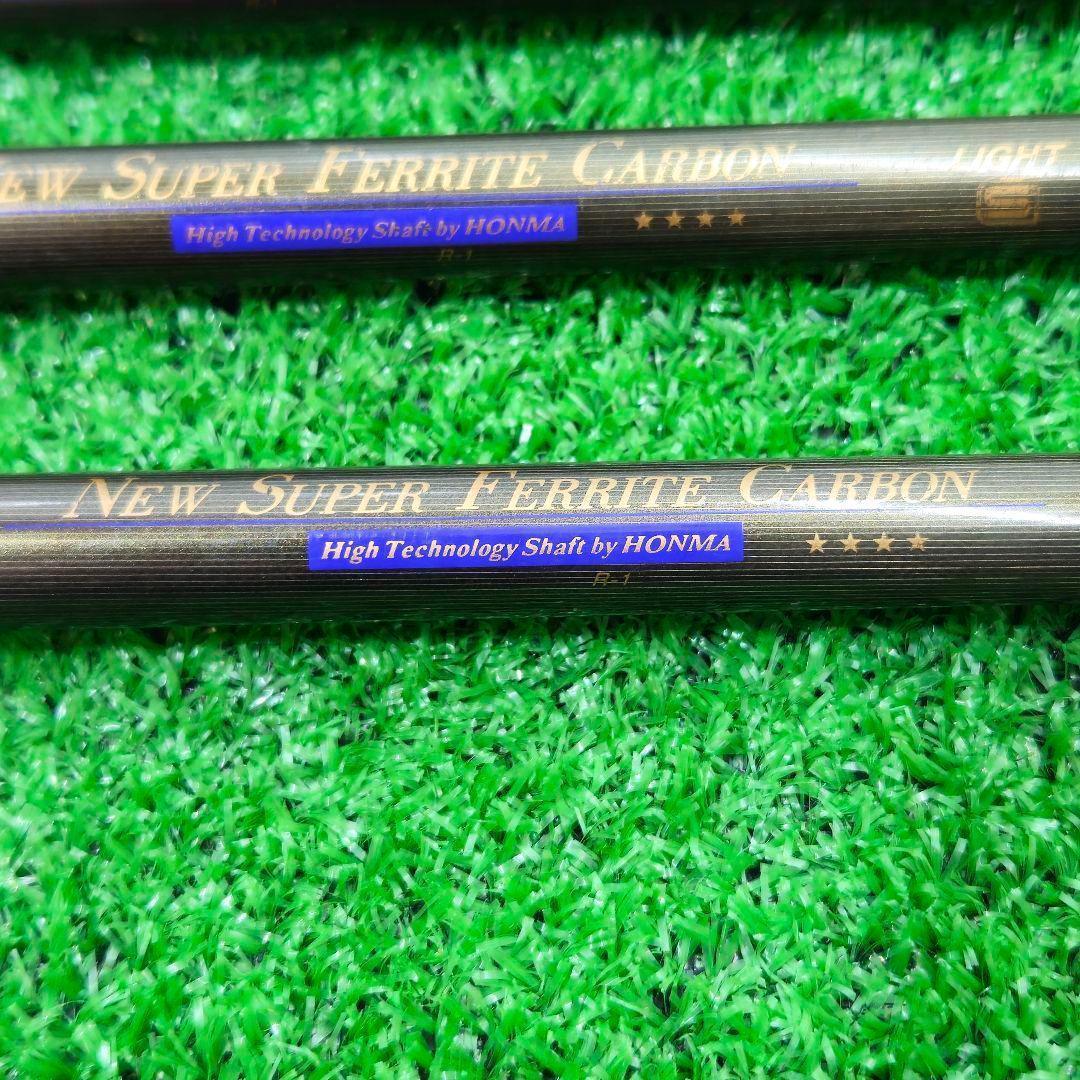 NEW SUPER FERRITE CARBON LIGHT
High Technology Shaft by HONMA ★★★★
R-1
NEW SUPER FERRITE CARBON
High Technology Shaft by HONMA ★★★★
R-1